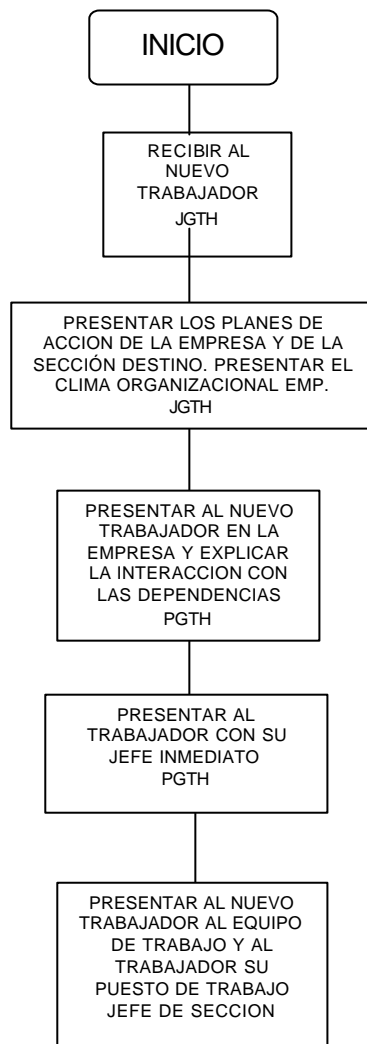 INICIO
RECIBIR AL
NUEVO
TRABAJADOR
JGTH
PRESENTAR LOS PLANES DE
ACCION DE LA EMPRESA Y DE LA
SECCIÓN DESTINO. PRESENTAR EL
CLIMA ORGANIZACIONAL EMP.
JGTH
PRESENTAR AL NUEVO
TRABAJADOR EN LA
EMPRESA Y EXPLICAR
LA INTERACCION CON
LAS DEPENDENCIAS
PGTH
PRESENTAR AL
TRABAJADOR CON SU
JEFE INMEDIATO
PGTH
PRESENTAR AL NUEVO
TRABAJADOR AL EQUIPO
DE TRABAJO Y AL
TRABAJADOR SU
PUESTO DE TRABAJO
JEFE DE SECCION